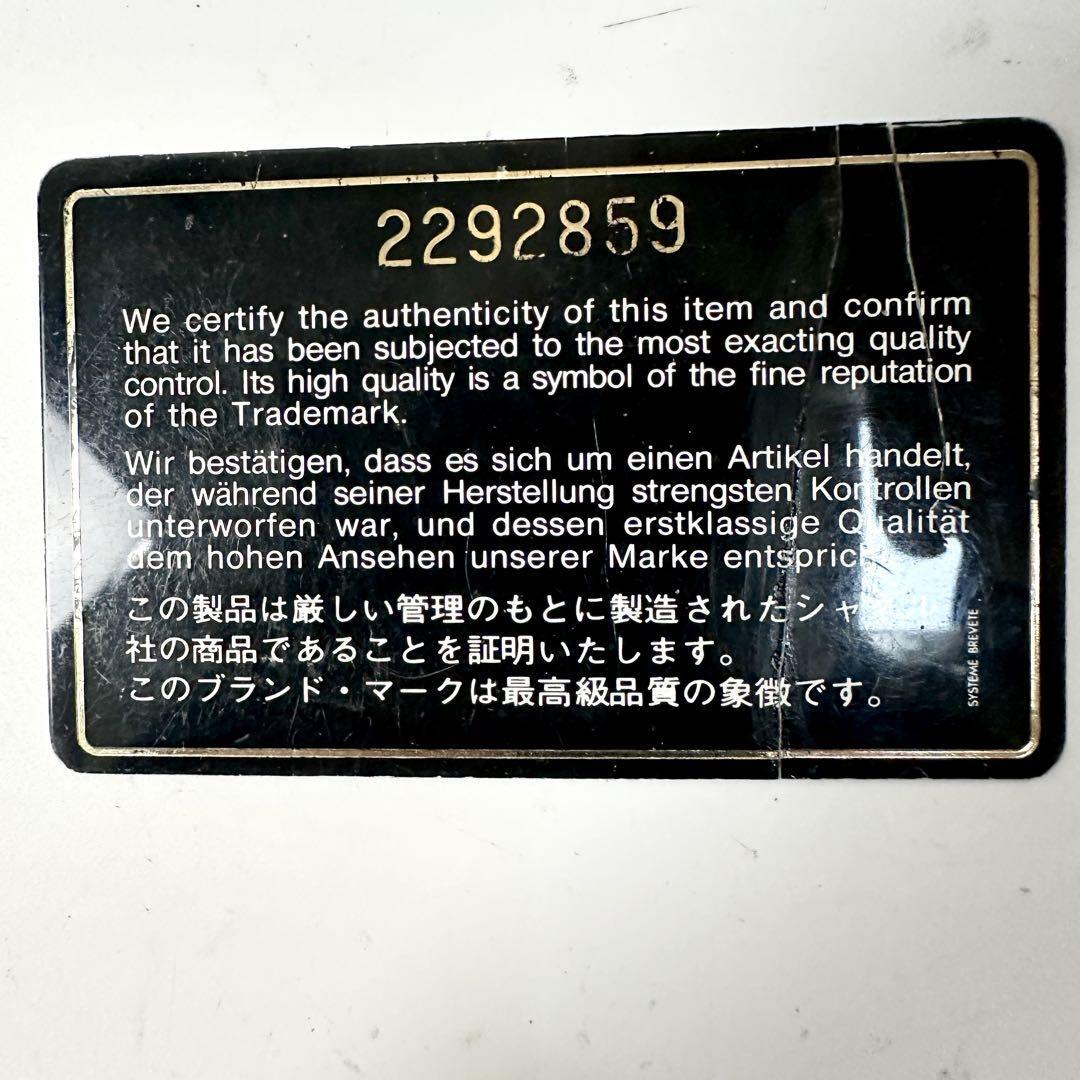 2292859
We certify the authenticity of this item and confirm
that it has been subjected to the most exacting quality
control. Its high quality is a symbol of the fine reputation
of the Trademark.
Wir bestätigen, dass es sich um einen Artikel handelt,
der während seiner Herstellung strengsten Kontrollen
unterworfen war, und dessen erstklassige Qualität
dem hohen Ansehen unserer Marke entspricht.
この製品は厳しい管理のもとに製造されたシャネル
社の商品であることを証明いたします。
このブランド・マークは最高級品質の象徴です。
SYSTEME BREVETE